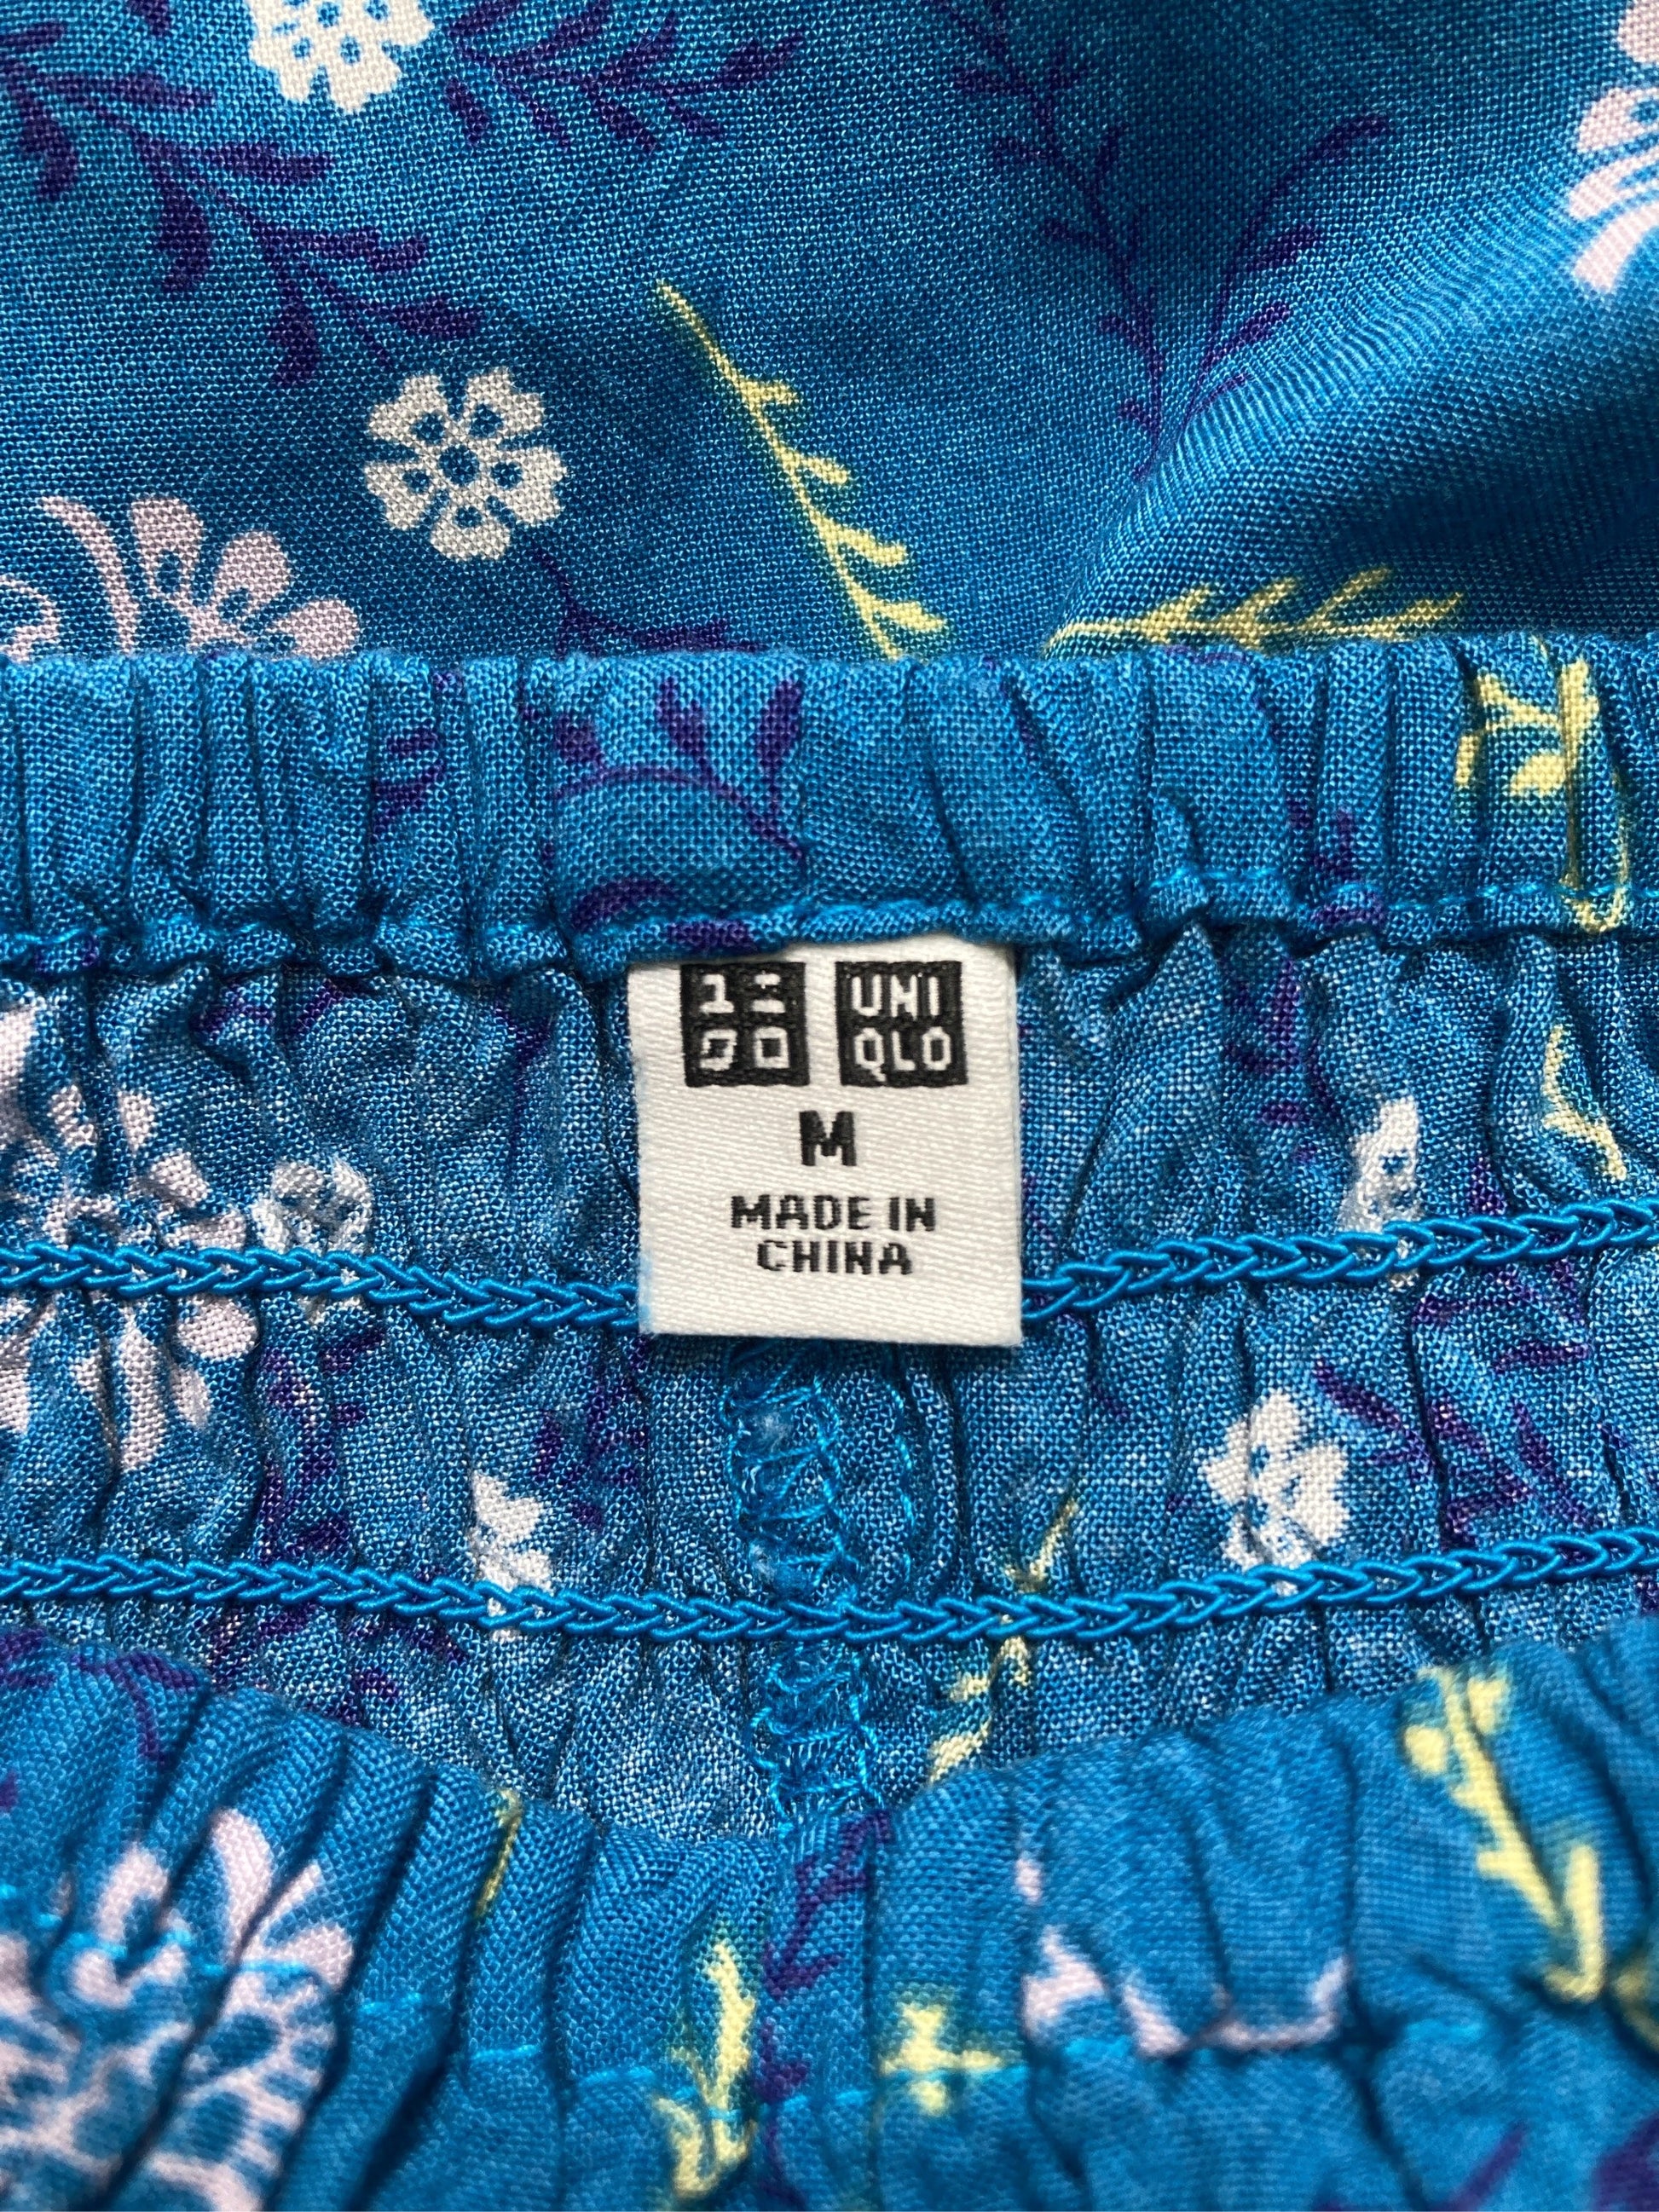 ユニ UNI
クロ QLO
M
MADE IN
CHINA